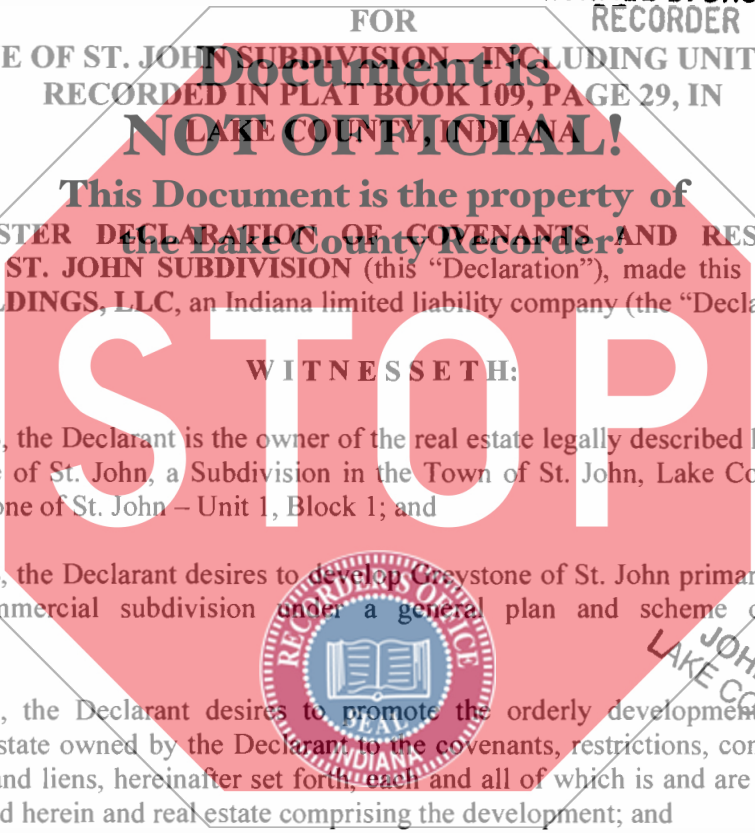 FOR
RECORDER
E OF ST. JOHN SUBDIVISION – INCLUDING UNIT
Document is
RECORDED IN PLAT BOOK 109, PAGE 29, IN
NOT OFFICIAL!
LAKE COUNTY, INDIANA
This Document is the property of
the Lake County Recorder!
STER DECLARATION OF COVENANTS AND RES
ST. JOHN SUBDIVISION (this “Declaration”), made this
LDINGS, LLC, an Indiana limited liability company (the “Decla
WITNESSETH:
STOP
, the Declarant is the owner of the real estate legally described
e of St. John, a Subdivision in the Town of St. John, Lake Co
one of St. John – Unit 1, Block 1; and
, the Declarant desires to develop Greystone of St. John primar
mmercial subdivision under a general plan and scheme
RECORDER'S OFFICE
SEAL
INDIANA
JOH
LAKE CO
, the Declarant desires to promote the orderly developmen
state owned by the Declarant to the covenants, restrictions, con
and liens, hereinafter set forth, each and all of which is and are
d herein and real estate comprising the development; and